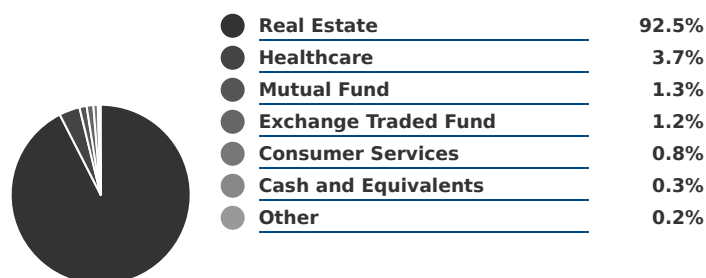 Real Estate 92.5%
Healthcare 3.7%
Mutual Fund 1.3%
Exchange Traded Fund 1.2%
Consumer Services 0.8%
Cash and Equivalents 0.3%
Other 0.2%